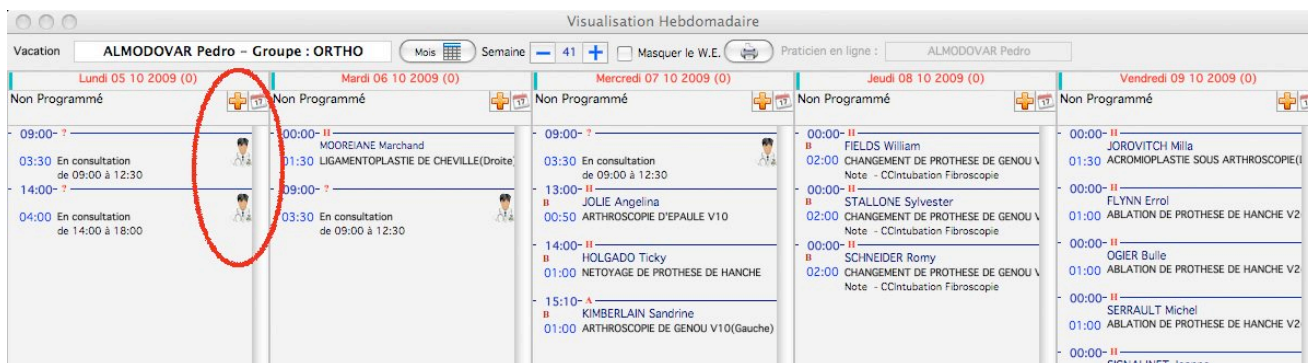 Visualisation Hebdomadaire
Vacation ALMODOVAR Pedro - Groupe : ORTHO Mois Semaine 41 Masquer le W.E. Praticien en ligne : ALMODOVAR Pedro
Lundi 05 10 2009 (0)
Non Programmé
17
09:00- ?
03:30 En consultation
de 09:00 à 12:30
14:00- ?
04:00 En consultation
de 14:00 à 18:00
Mardi 06 10 2009 (0)
Non Programmé
17
00:00- H
MOOREIANE Marchand
01:30 LIGAMENTOPLASTIE DE CHEVILLE(Droite)
09:00- ?
03:30 En consultation
de 09:00 à 12:30
Mercredi 07 10 2009 (0)
Non Programmé
17
09:00- ?
03:30 En consultation
de 09:00 à 12:30
13:00- H
B JOLIE Angelina
00:50 ARTHROSCOPIE D'EPAULE V10
14:00- H
B HOLGADO Ticky
01:00 NETOYAGE DE PROTHESE DE HANCHE
15:10- A
B KIMBERLAIN Sandrine
01:00 ARTHROSCOPIE DE GENOU V10(Gauche)
Jeudi 08 10 2009 (0)
Non Programmé
17
00:00- H
B FIELDS William
02:00 CHANGEMENT DE PROTHESE DE GENOU V
Note - CCIntubation Fibroscopie
00:00- H
B STALLONE Sylvester
02:00 CHANGEMENT DE PROTHESE DE GENOU V
Note - CCIntubation Fibroscopie
00:00- H
B SCHNEIDER Romy
02:00 CHANGEMENT DE PROTHESE DE GENOU V
Note - CCIntubation Fibroscopie
Vendredi 09 10 2009 (0)
Non Programmé
00:00- H
JOROVITCH Milla
01:30 ACROMIOPLASTIE SOUS ARTHROSCOPIE(
00:00- H
FLYNN Errol
01:00 ABLATION DE PROTHESE DE HANCHE V2
00:00- H
OGIER Bulle
01:00 ABLATION DE PROTHESE DE HANCHE V2
00:00- H
SERRAULT Michel
01:00 ABLATION DE PROTHESE DE HANCHE V2
00:00- H